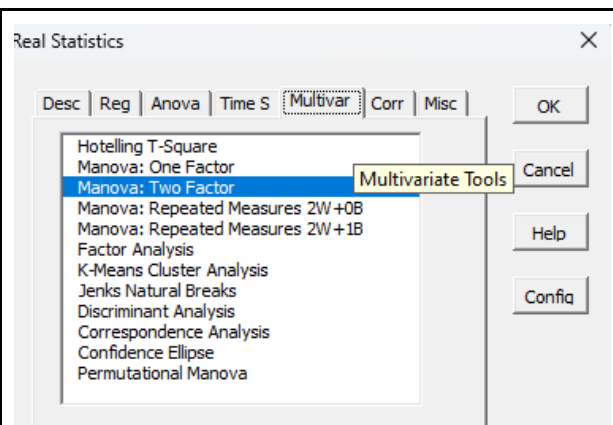 Real Statistics
Desc Reg Anova Time S Multivar Corr Misc
OK
Hotelling T-Square
Manova: One Factor
Manova: Two Factor
Multivariate Tools
Cancel
Manova: Repeated Measures 2W+0B
Manova: Repeated Measures 2W+1B
Help
Factor Analysis
K-Means Cluster Analysis
Jenks Natural Breaks
Config
Discriminant Analysis
Correspondence Analysis
Confidence Ellipse
Permutational Manova